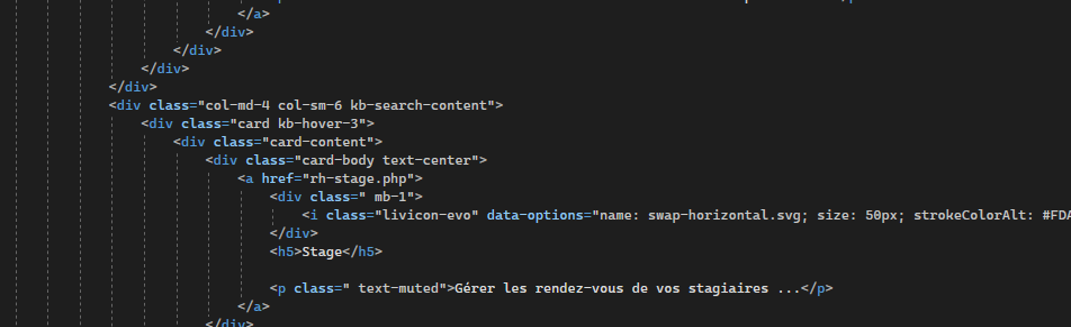 </a>
</div>
</div>
</div>
</div>
<div class="col-md-4 col-sm-6 kb-search-content">
<div class="card kb-hover-3">
<div class="card-content">
<div class="card-body text-center">
<a href="rh-stage.php">
<div class=" mb-1">
<i class="livicon-evo" data-options="name: swap-horizontal.svg; size: 50px; strokeColorAlt: #FDA
</div>
<h5>Stage</h5>
<p class=" text-muted">Gérer les rendez-vous de vos stagiaires ...</p>
</a>
</div>